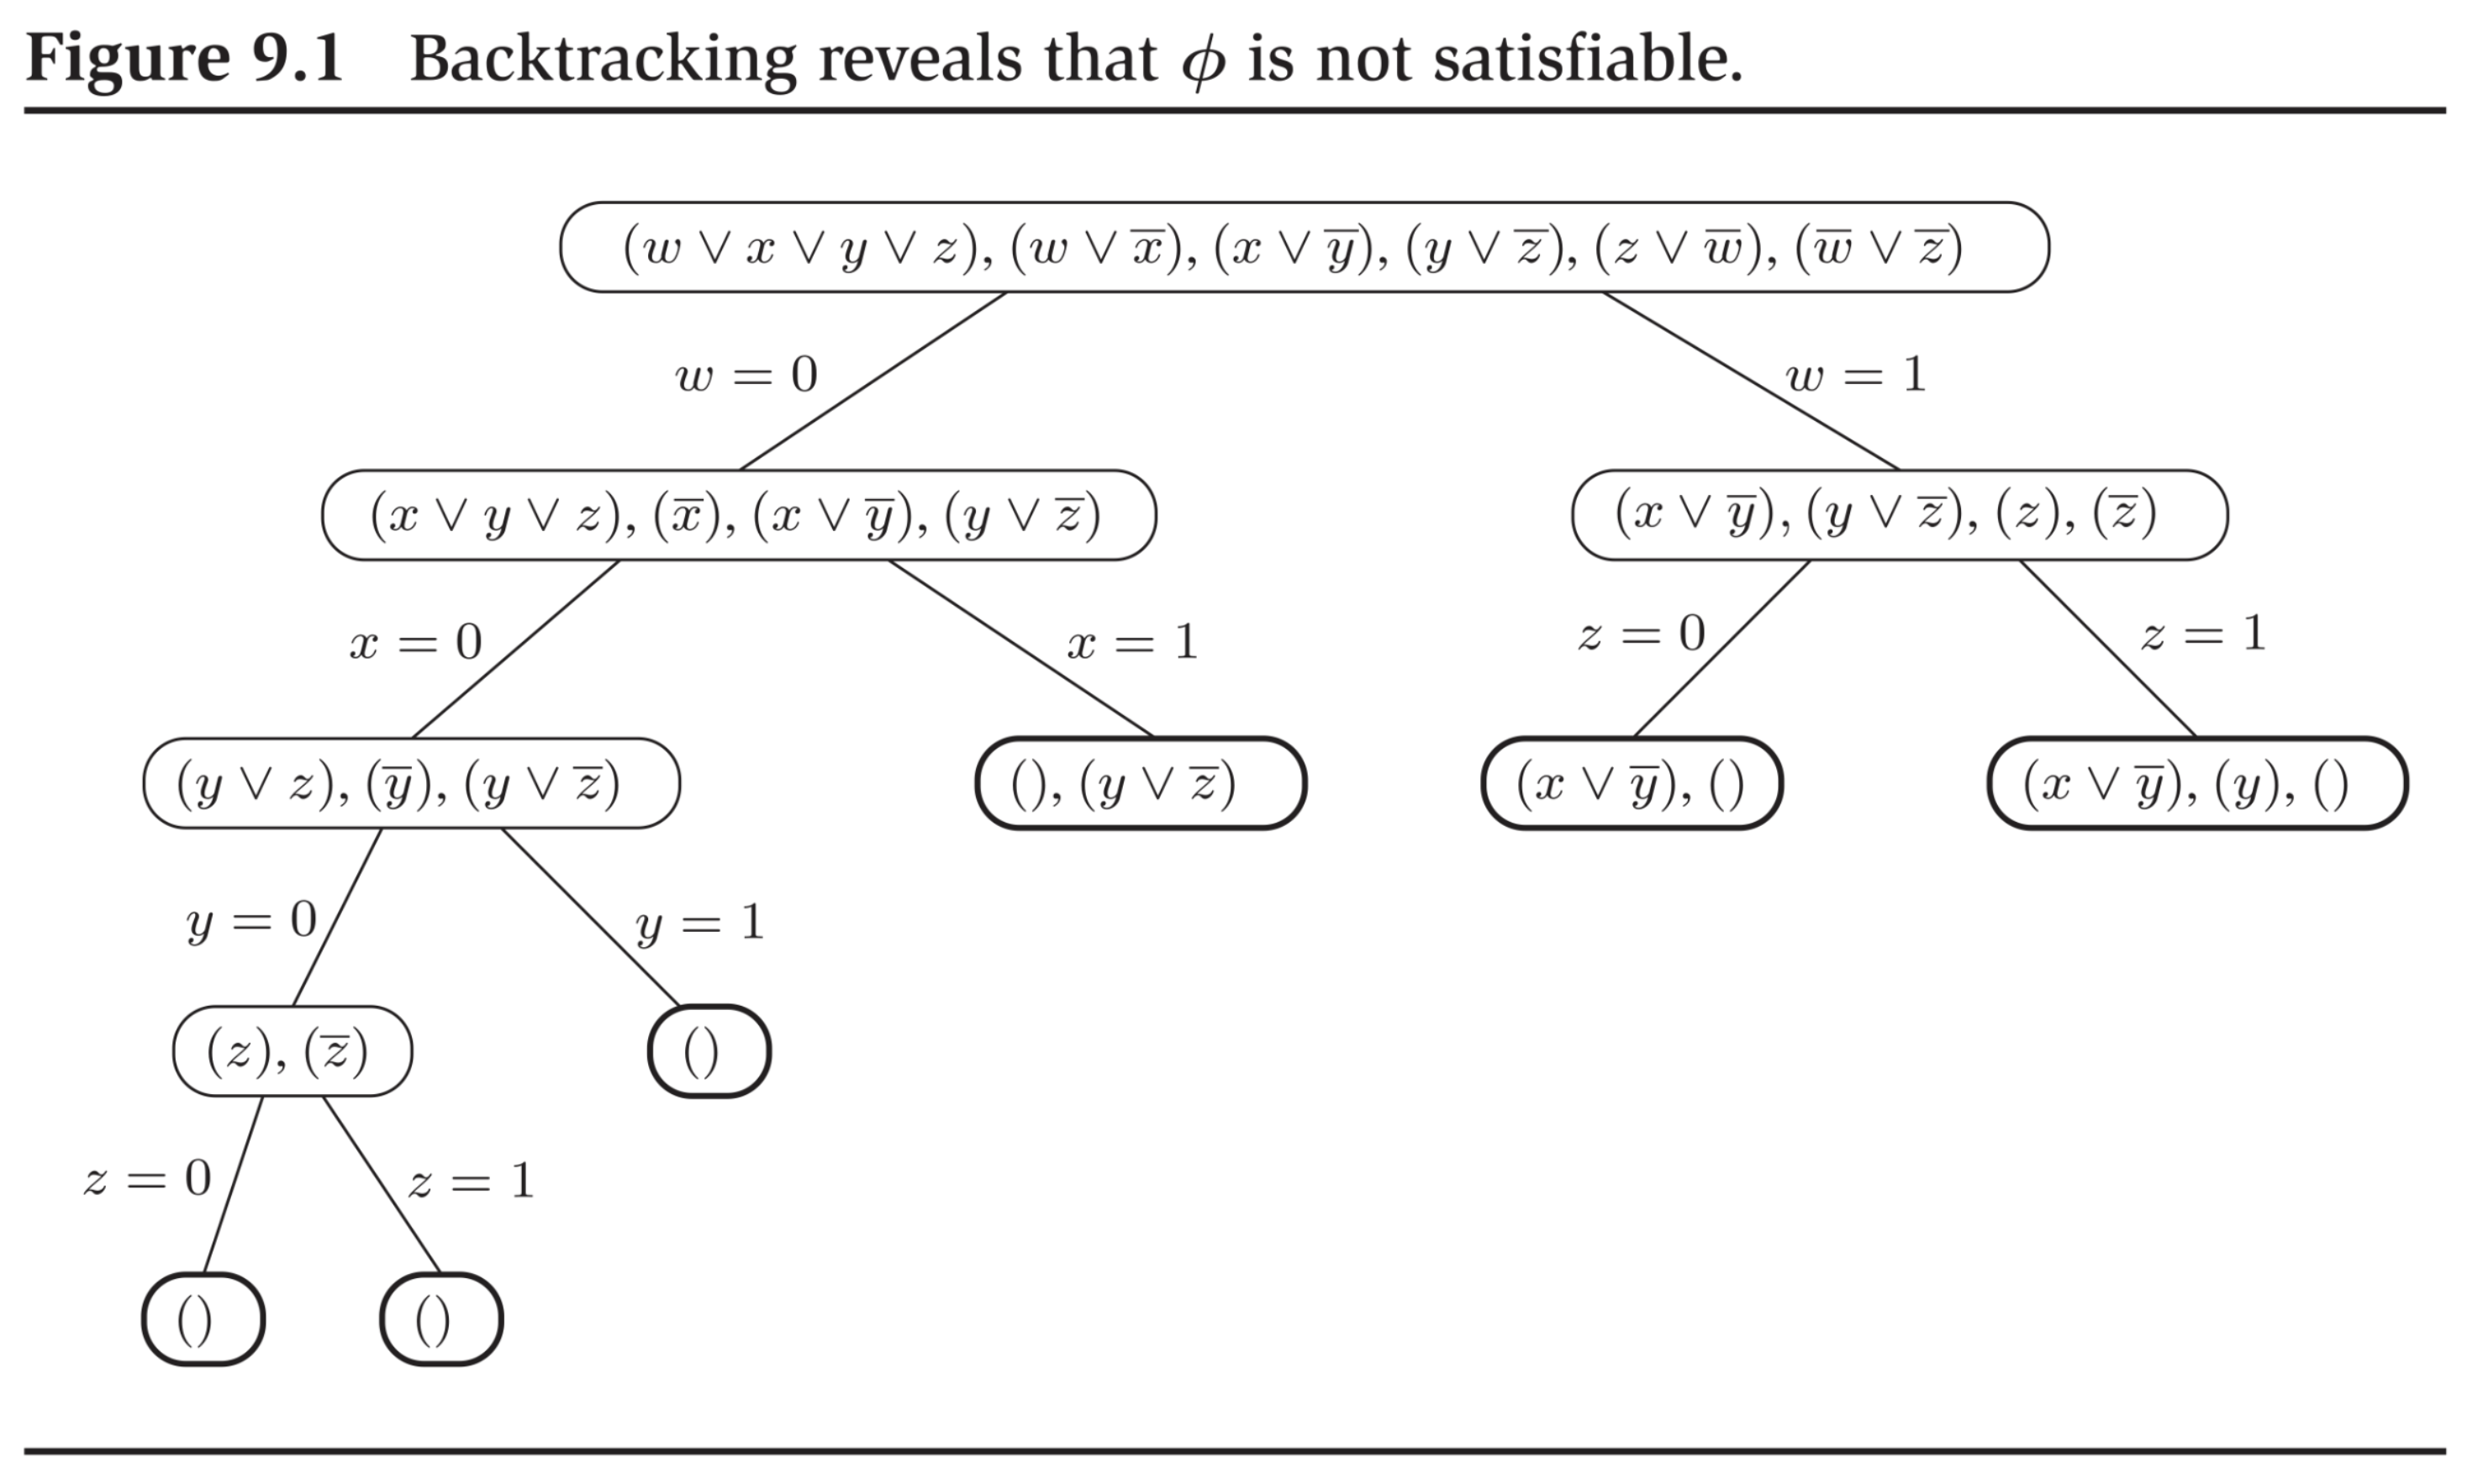 Figure 9.1 Backtracking reveals that ϕ is not satisfiable.
(w ∨ x ∨ y ∨ z), (w ∨ x̅), (x ∨ y̅), (y ∨ z̅), (z ∨ w̅), (w̅ ∨ z̅)
w = 0
w = 1
(x ∨ y ∨ z), (x̅), (x ∨ y̅), (y ∨ z̅)
(x ∨ y̅), (y ∨ z̅), (z), (z̅)
x = 0
x = 1
z = 0
z = 1
(y ∨ z), (y̅), (y ∨ z̅)
(), (y ∨ z̅)
(x ∨ y̅), ()
(x ∨ y̅), (y), ()
y = 0
y = 1
(z), (z̅)
()
z = 0
z = 1
()
()